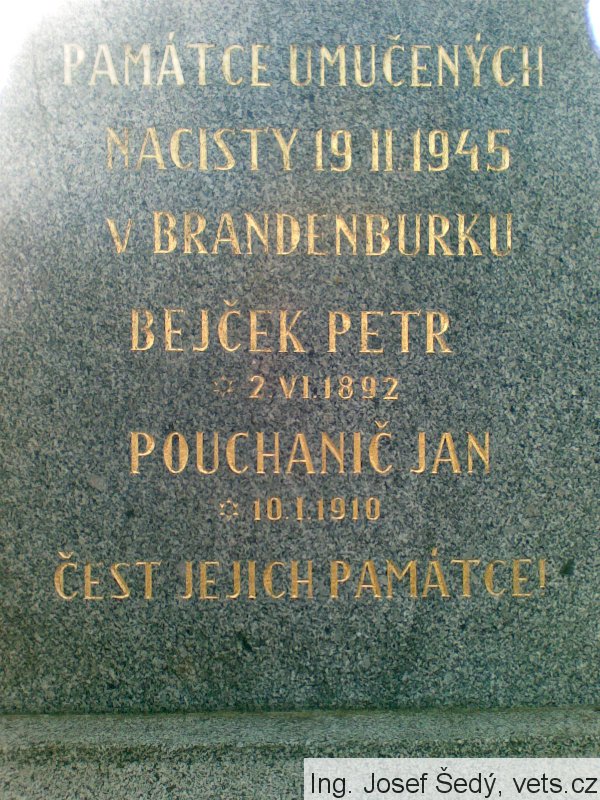 PAMÁTCE UMUČENÝCH
NACISTY 19 II.1945
V BRANDENBURKU
BEJČEK PETR
✡ 2.VI.1892
POUCHANIČ JAN
✡ 10.I.1910
ČEST JEJICH PAMÁTCE!
Ing. Josef Šedý, vets.cz